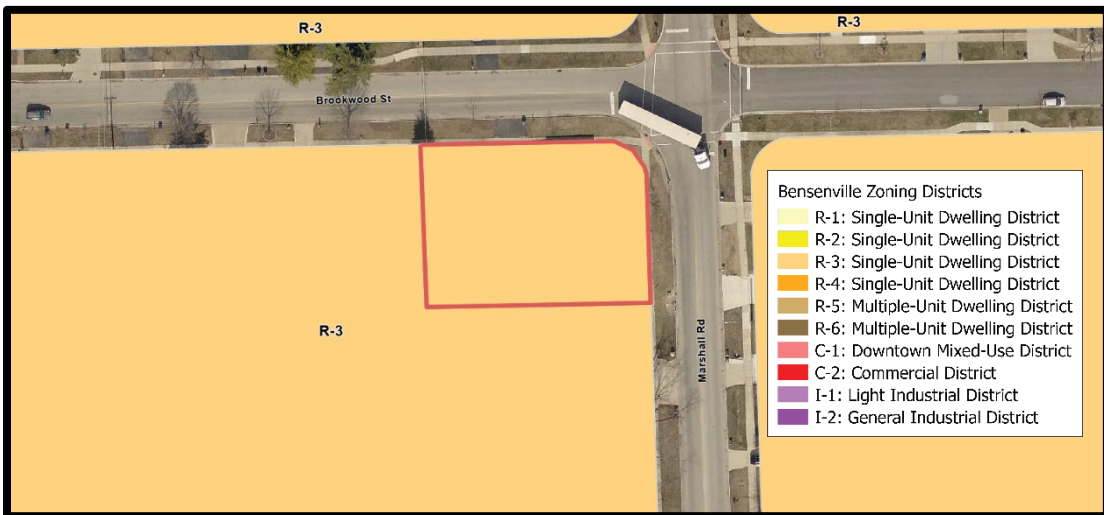 R-3
R-3
Brookwood St
R-3
Marshall Rd
Bensenville Zoning Districts
R-1: Single-Unit Dwelling District
R-2: Single-Unit Dwelling District
R-3: Single-Unit Dwelling District
R-4: Single-Unit Dwelling District
R-5: Multiple-Unit Dwelling District
R-6: Multiple-Unit Dwelling District
C-1: Downtown Mixed-Use District
C-2: Commercial District
I-1: Light Industrial District
I-2: General Industrial District